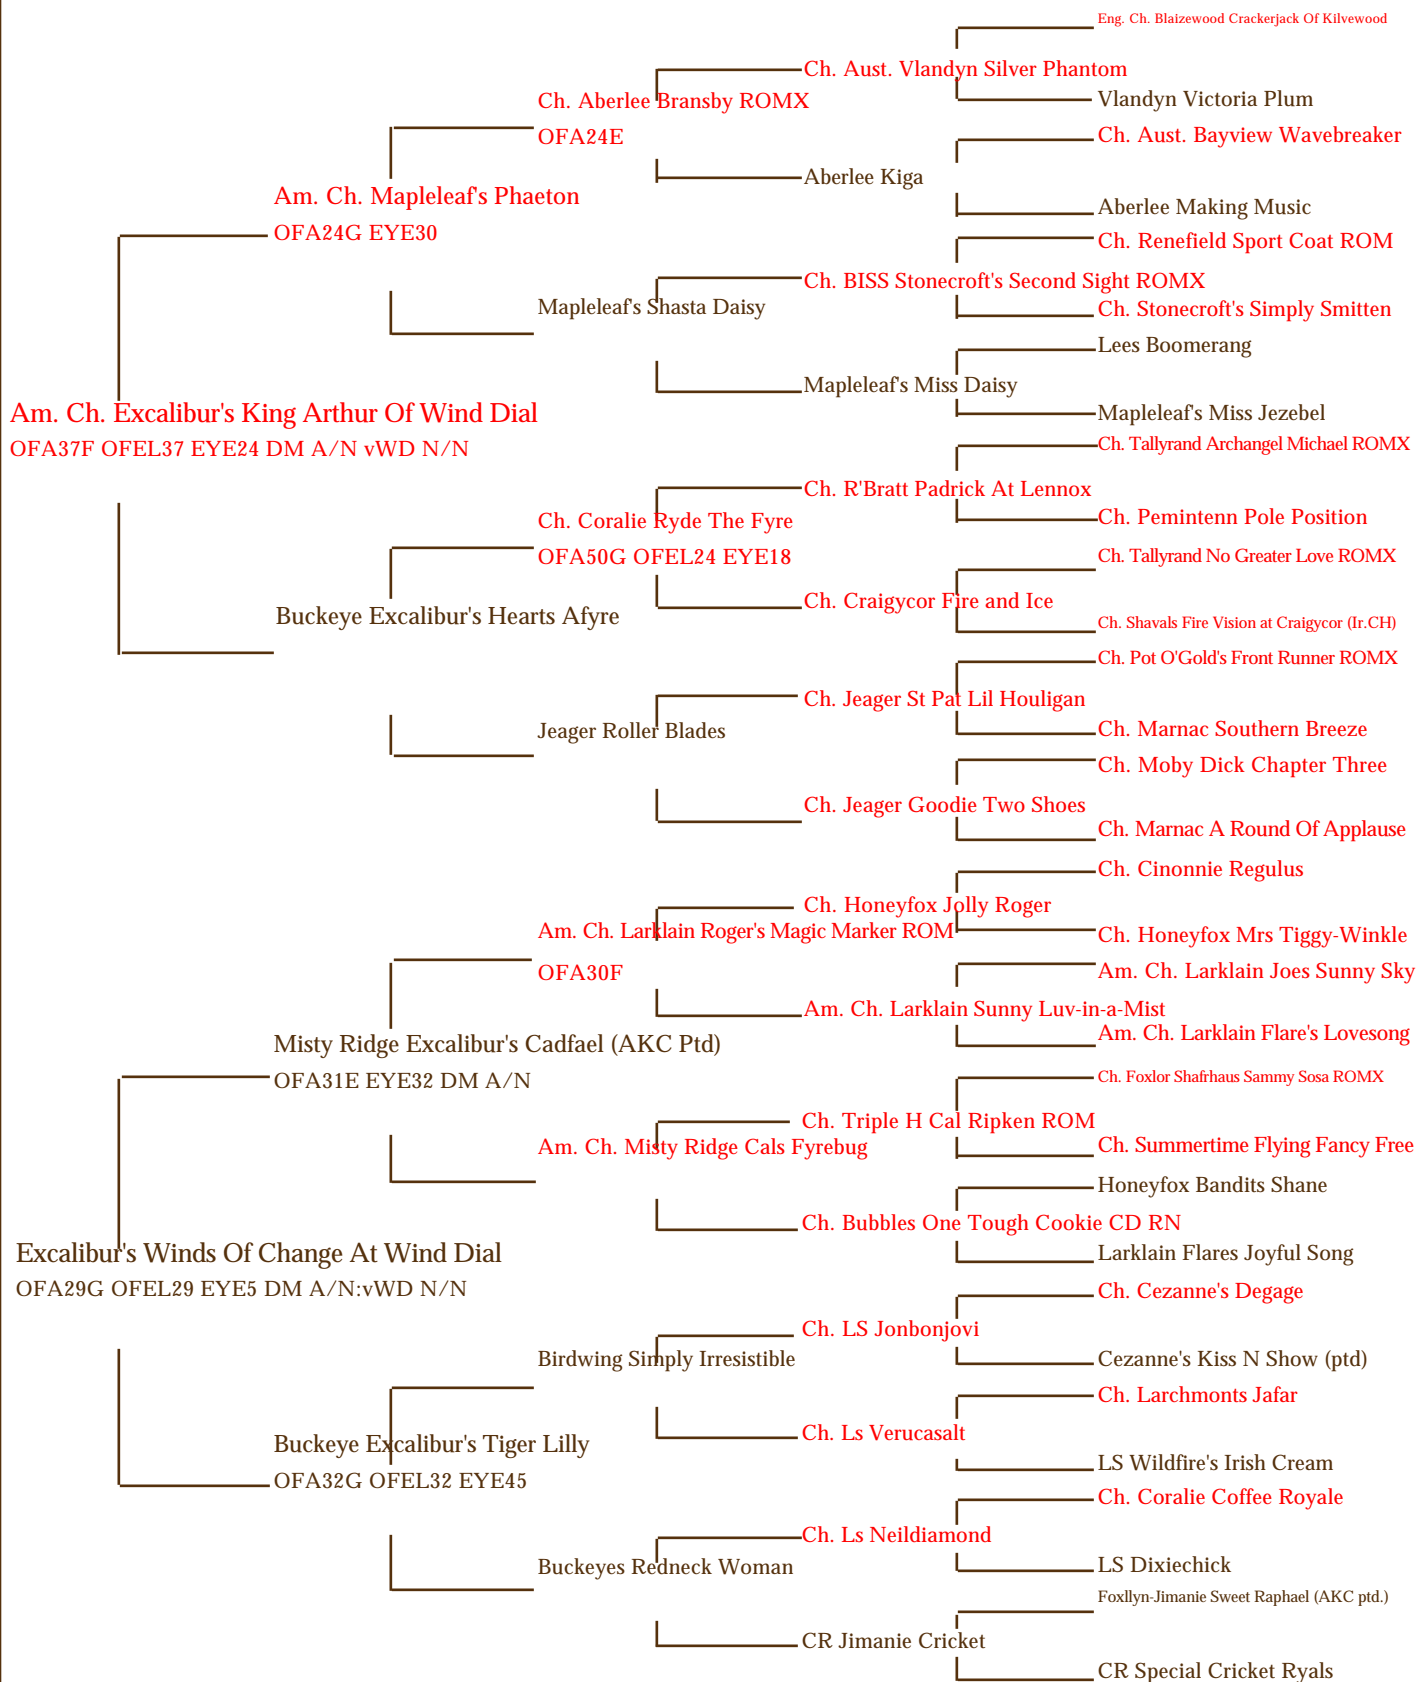 Eng. Ch. Blaizewood Crackerjack Of Kilvewood
Ch. Aust. Vlandyn Silver Phantom
Ch. Aberlee Bransby ROMX
Vlandyn Victoria Plum
OFA24E
Ch. Aust. Bayview Wavebreaker
Aberlee Kiga
Am. Ch. Mapleleaf's Phaeton
Aberlee Making Music
OFA24G EYE30
Ch. Renefield Sport Coat ROM
Ch. BISS Stonecroft's Second Sight ROMX
Mapleleaf's Shasta Daisy
Ch. Stonecroft's Simply Smitten
Lees Boomerang
Mapleleaf's Miss Daisy
Am. Ch. Excalibur's King Arthur Of Wind Dial
Mapleleaf's Miss Jezebel
OFA37F OFEL37 EYE24 DM A/N vWD N/N
Ch. Tallyrand Archangel Michael ROMX
Ch. R'Bratt Padrick At Lennox
Ch. Coralie Ryde The Fyre
Ch. Pemintenn Pole Position
OFA50G OFEL24 EYE18
Ch. Tallyrand No Greater Love ROMX
Ch. Craigycor Fire and Ice
Buckeye Excalibur's Hearts Afyre
Ch. Shavals Fire Vision at Craigycor (Ir.CH)
Ch. Pot O'Gold's Front Runner ROMX
Ch. Jeager St Pat Lil Houligan
Jeager Roller Blades
Ch. Marnac Southern Breeze
Ch. Moby Dick Chapter Three
Ch. Jeager Goodie Two Shoes
Ch. Marnac A Round Of Applause
Ch. Cinonnie Regulus
Ch. Honeyfox Jolly Roger
Am. Ch. Larklain Roger's Magic Marker ROM
Ch. Honeyfox Mrs Tiggy-Winkle
OFA30F
Am. Ch. Larklain Joes Sunny Sky
Am. Ch. Larklain Sunny Luv-in-a-Mist
Am. Ch. Larklain Flare's Lovesong
Misty Ridge Excalibur's Cadfael (AKC Ptd)
OFA31E EYE32 DM A/N
Ch. Foxlor Shafrhaus Sammy Sosa ROMX
Ch. Triple H Cal Ripken ROM
Am. Ch. Misty Ridge Cals Fyrebug
Ch. Summertime Flying Fancy Free
Honeyfox Bandits Shane
Ch. Bubbles One Tough Cookie CD RN
Excalibur's Winds Of Change At Wind Dial
Larklain Flares Joyful Song
OFA29G OFEL29 EYE5 DM A/N:vWD N/N
Ch. Cezanne's Degage
Ch. LS Jonbonjovi
Birdwing Simply Irresistible
Cezanne's Kiss N Show (ptd)
Ch. Larchmonts Jafar
Ch. Ls Verucasalt
Buckeye Excalibur's Tiger Lilly
LS Wildfire's Irish Cream
OFA32G OFEL32 EYE45
Ch. Coralie Coffee Royale
Ch. Ls Neildiamond
Buckeyes Redneck Woman
LS Dixiechick
Foxllyn-Jimanie Sweet Raphael (AKC ptd.)
CR Jimanie Cricket
CR Special Cricket Ryals